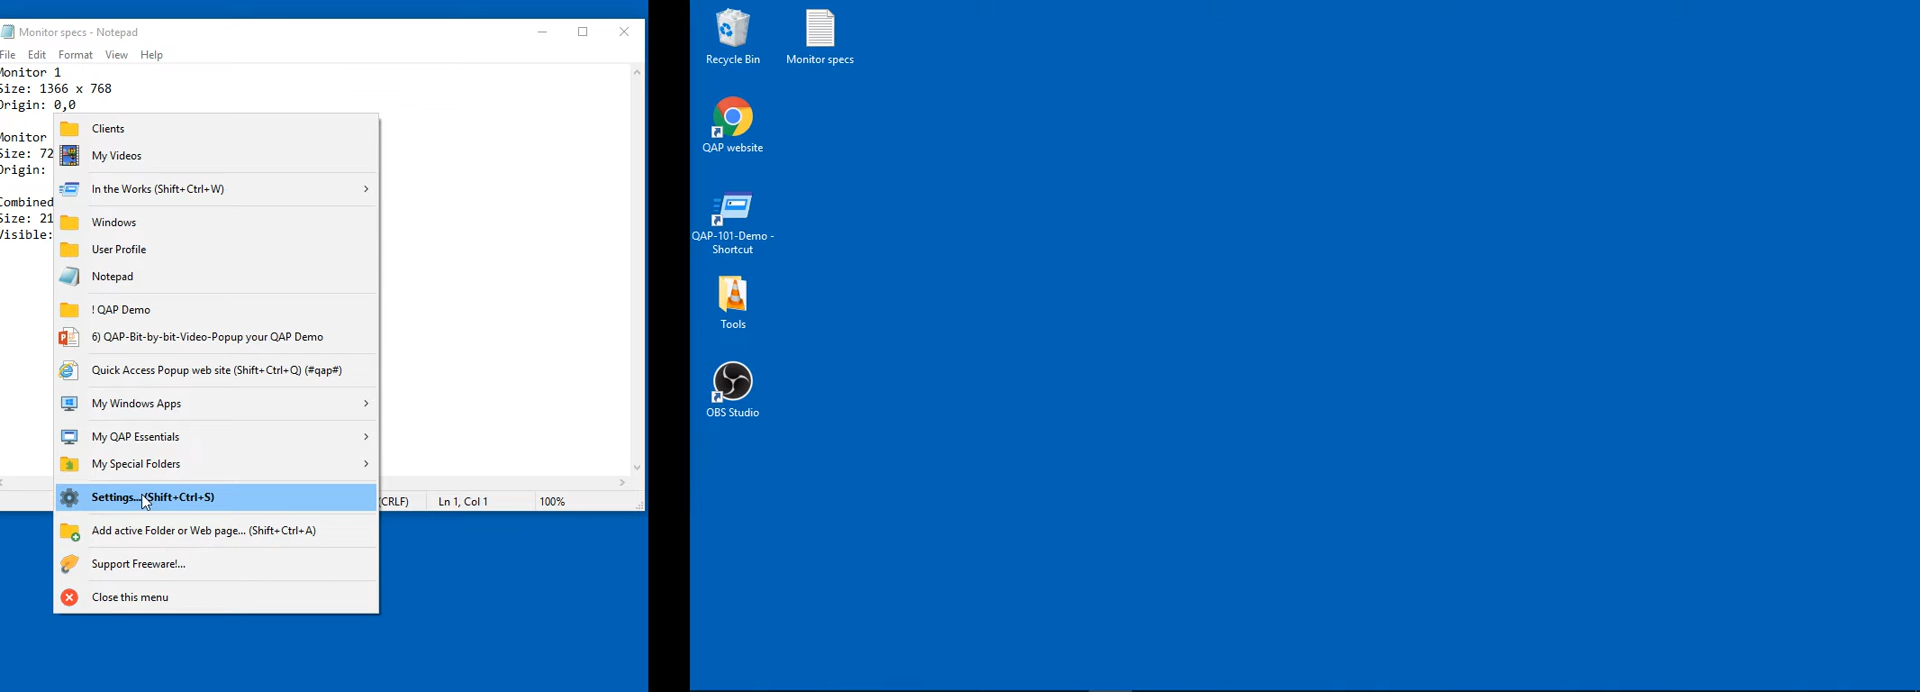 Monitor specs - Notepad
File Edit Format View Help
Monitor 1
Size: 1366 x 768
Origin: 0,0
Monitor
Size: 72
Origin:
Combined
Size: 21
Visible:
Clients
My Videos
In the Works (Shift+Ctrl+W)
Windows
User Profile
Notepad
! QAP Demo
6) QAP-Bit-by-bit-Video-Popup your QAP Demo
Quick Access Popup web site (Shift+Ctrl+Q) (#qap#)
My Windows Apps
My QAP Essentials
My Special Folders
Settings... (Shift+Ctrl+S)
Add active Folder or Web page... (Shift+Ctrl+A)
Support Freeware!...
Close this menu
(CRLF) Ln 1, Col 1 100%
Recycle Bin
Monitor specs
QAP website
QAP-101-Demo -
Shortcut
Tools
OBS Studio